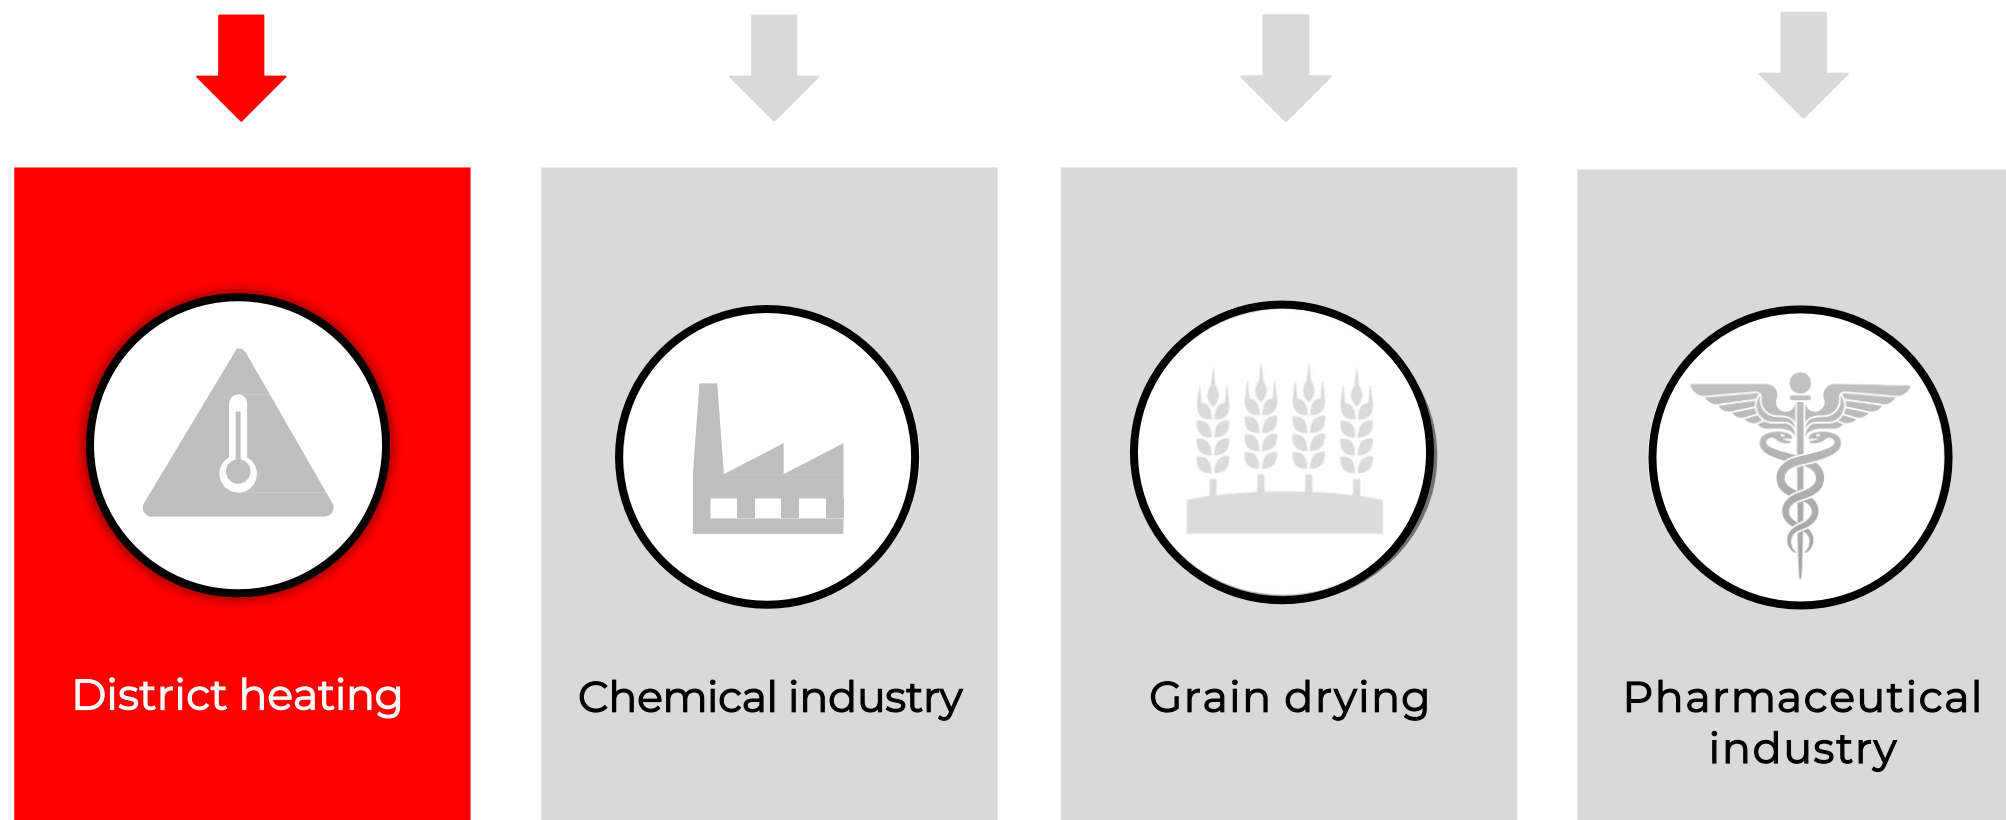 District heating
Chemical industry
Grain drying
Pharmaceutical
industry